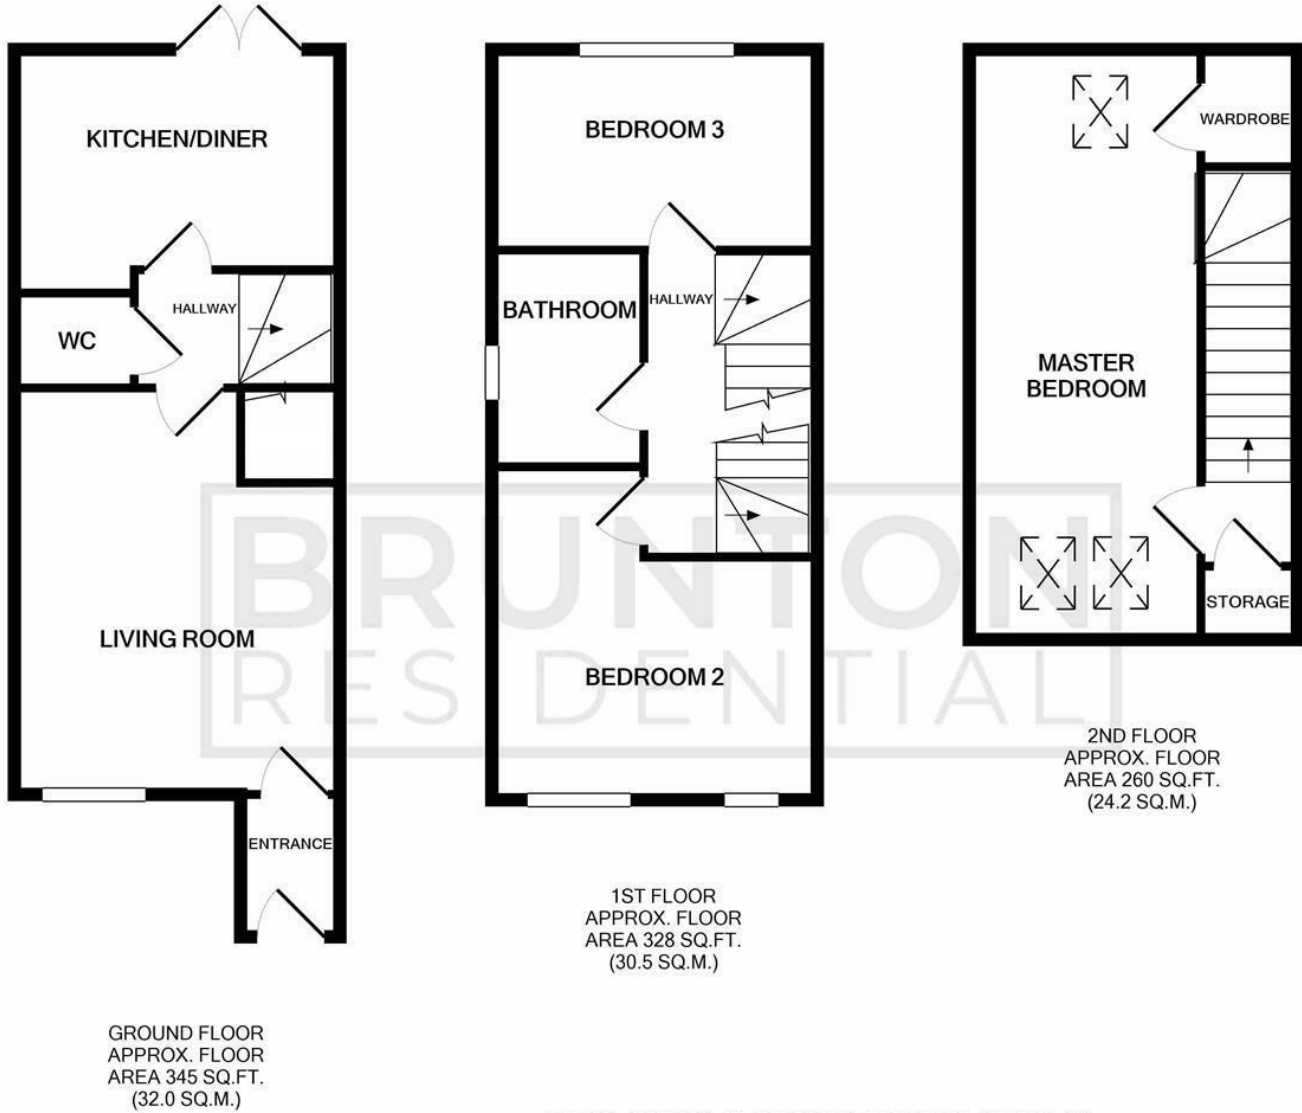 KITCHEN/DINER
HALLWAY
WC
LIVING ROOM
ENTRANCE
GROUND FLOOR
APPROX. FLOOR
AREA 345 SQ.FT.
(32.0 SQ.M.)
BEDROOM 3
BATHROOM
HALLWAY
BEDROOM 2
1ST FLOOR
APPROX. FLOOR
AREA 328 SQ.FT.
(30.5 SQ.M.)
WARDROBE
MASTER
BEDROOM
STORAGE
2ND FLOOR
APPROX. FLOOR
AREA 260 SQ.FT.
(24.2 SQ.M.)
BRUNTON
RESIDENTIAL